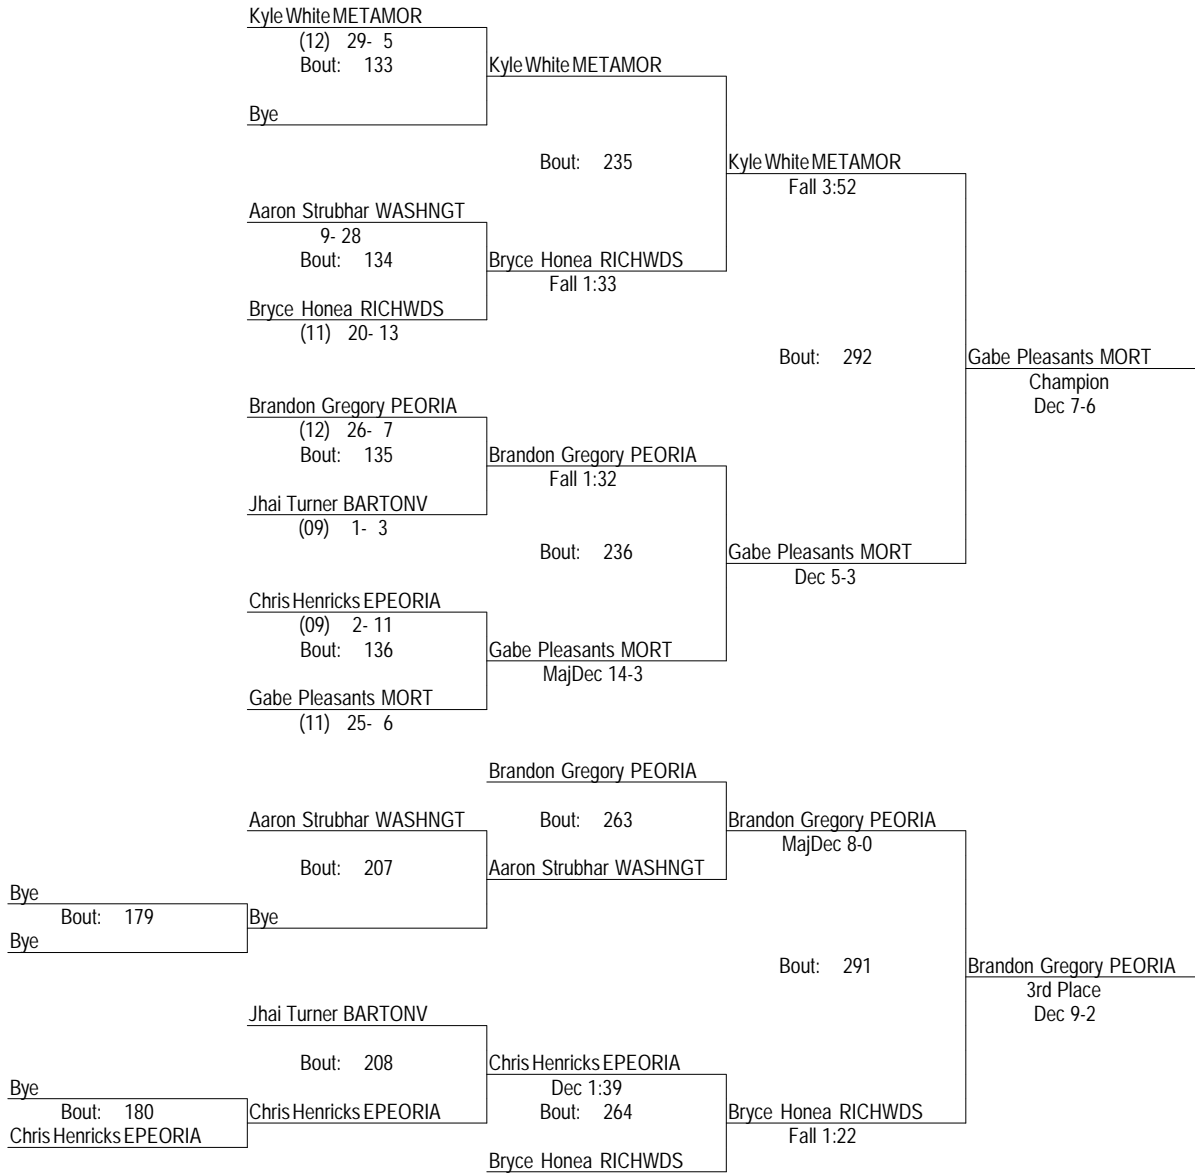 Kyle White METAMOR
(12) 29- 5
Bout: 133
Kyle White METAMOR
Bye
Bout: 235
Kyle White METAMOR
Fall 3:52
Aaron Strubhar WASHNGT
9- 28
Bout: 134
Bryce Honea RICHWDS
Fall 1:33
Bryce Honea RICHWDS
(11) 20- 13
Bout: 292
Gabe Pleasants MORT
Champion
Dec 7-6
Brandon Gregory PEORIA
(12) 26- 7
Bout: 135
Brandon Gregory PEORIA
Fall 1:32
Jhai Turner BARTONV
(09) 1- 3
Bout: 236
Gabe Pleasants MORT
Dec 5-3
Chris Henricks EPEORIA
(09) 2- 11
Bout: 136
Gabe Pleasants MORT
MajDec 14-3
Gabe Pleasants MORT
(11) 25- 6
Brandon Gregory PEORIA
Aaron Strubhar WASHNGT
Bout: 263
Brandon Gregory PEORIA
MajDec 8-0
Bout: 207
Aaron Strubhar WASHNGT
Bye
Bout: 179
Bye
Bye
Bout: 291
Brandon Gregory PEORIA
3rd Place
Dec 9-2
Jhai Turner BARTONV
Bout: 208
Chris Henricks EPEORIA
Dec 1:39
Bye
Bout: 180
Chris Henricks EPEORIA
Bout: 264
Bryce Honea RICHWDS
Fall 1:22
Chris Henricks EPEORIA
Bryce Honea RICHWDS